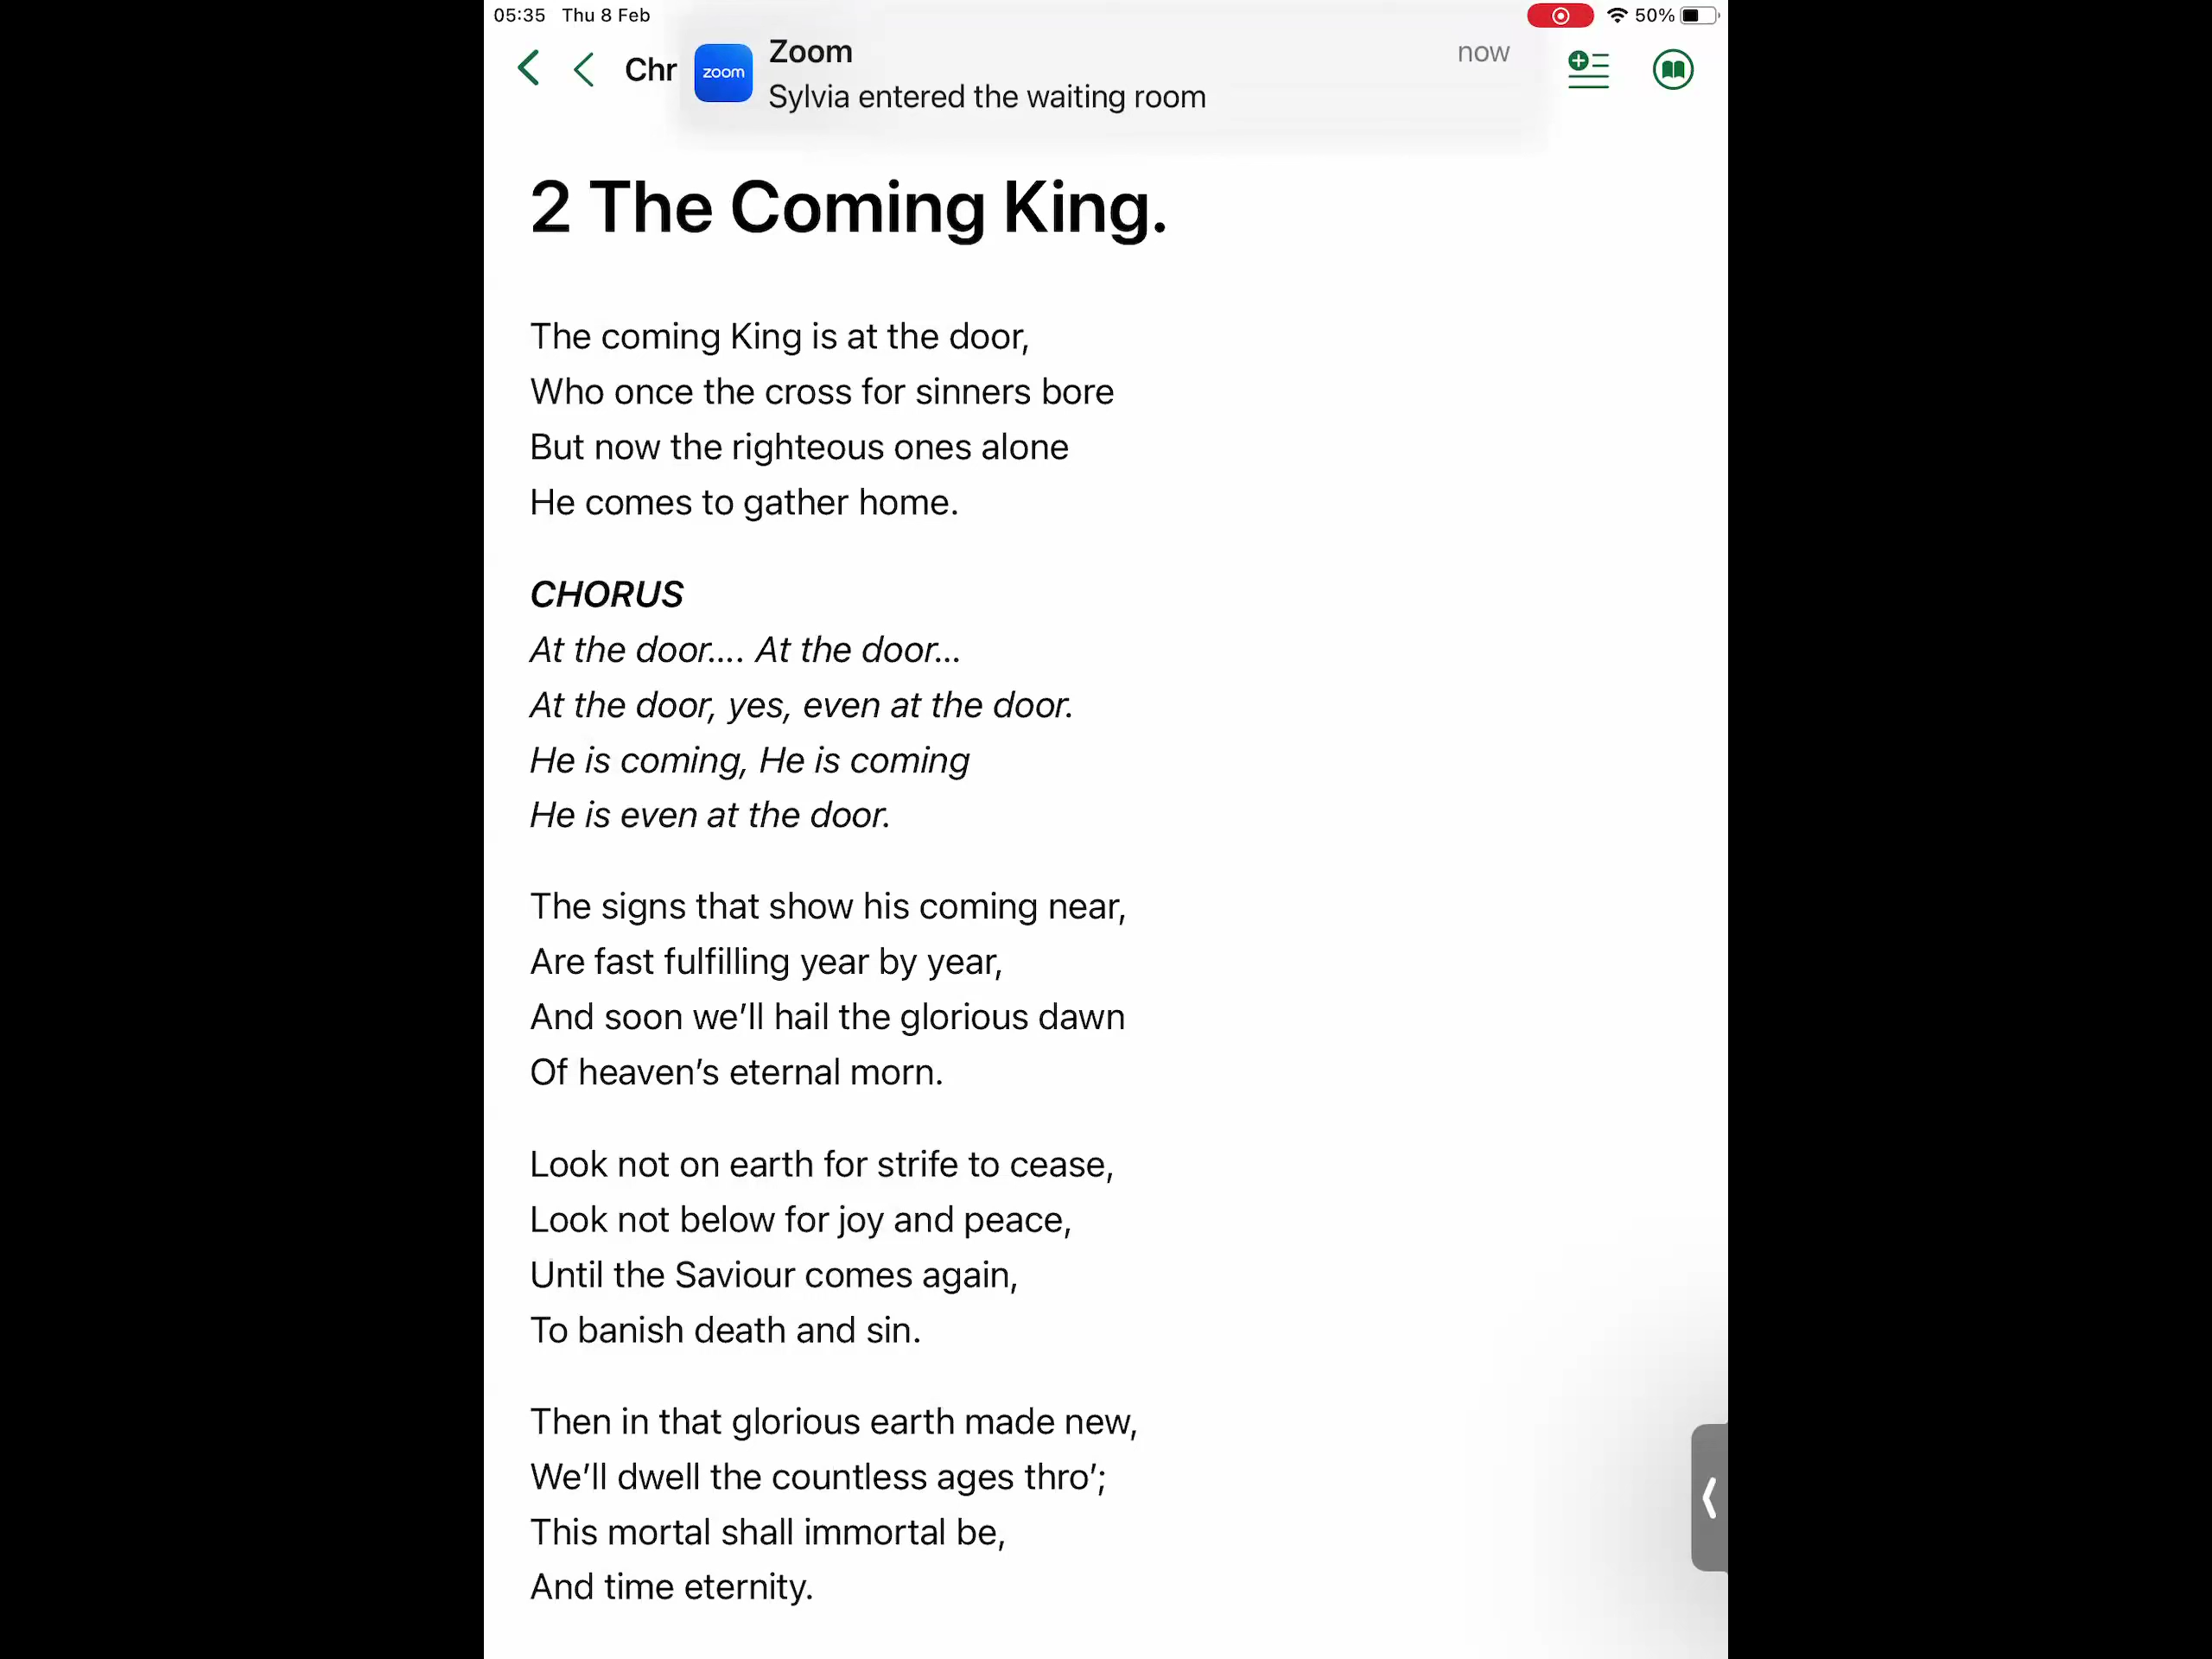 05:35 Thu 8 Feb
50%
Chr
zoom
Zoom
now
Sylvia entered the waiting room
2 The Coming King.
The coming King is at the door,
Who once the cross for sinners bore
But now the righteous ones alone
He comes to gather home.
CHORUS
At the door.... At the door...
At the door, yes, even at the door.
He is coming, He is coming
He is even at the door.
The signs that show his coming near,
Are fast fulfilling year by year,
And soon we’ll hail the glorious dawn
Of heaven’s eternal morn.
Look not on earth for strife to cease,
Look not below for joy and peace,
Until the Saviour comes again,
To banish death and sin.
Then in that glorious earth made new,
We’ll dwell the countless ages thro’;
This mortal shall immortal be,
And time eternity.